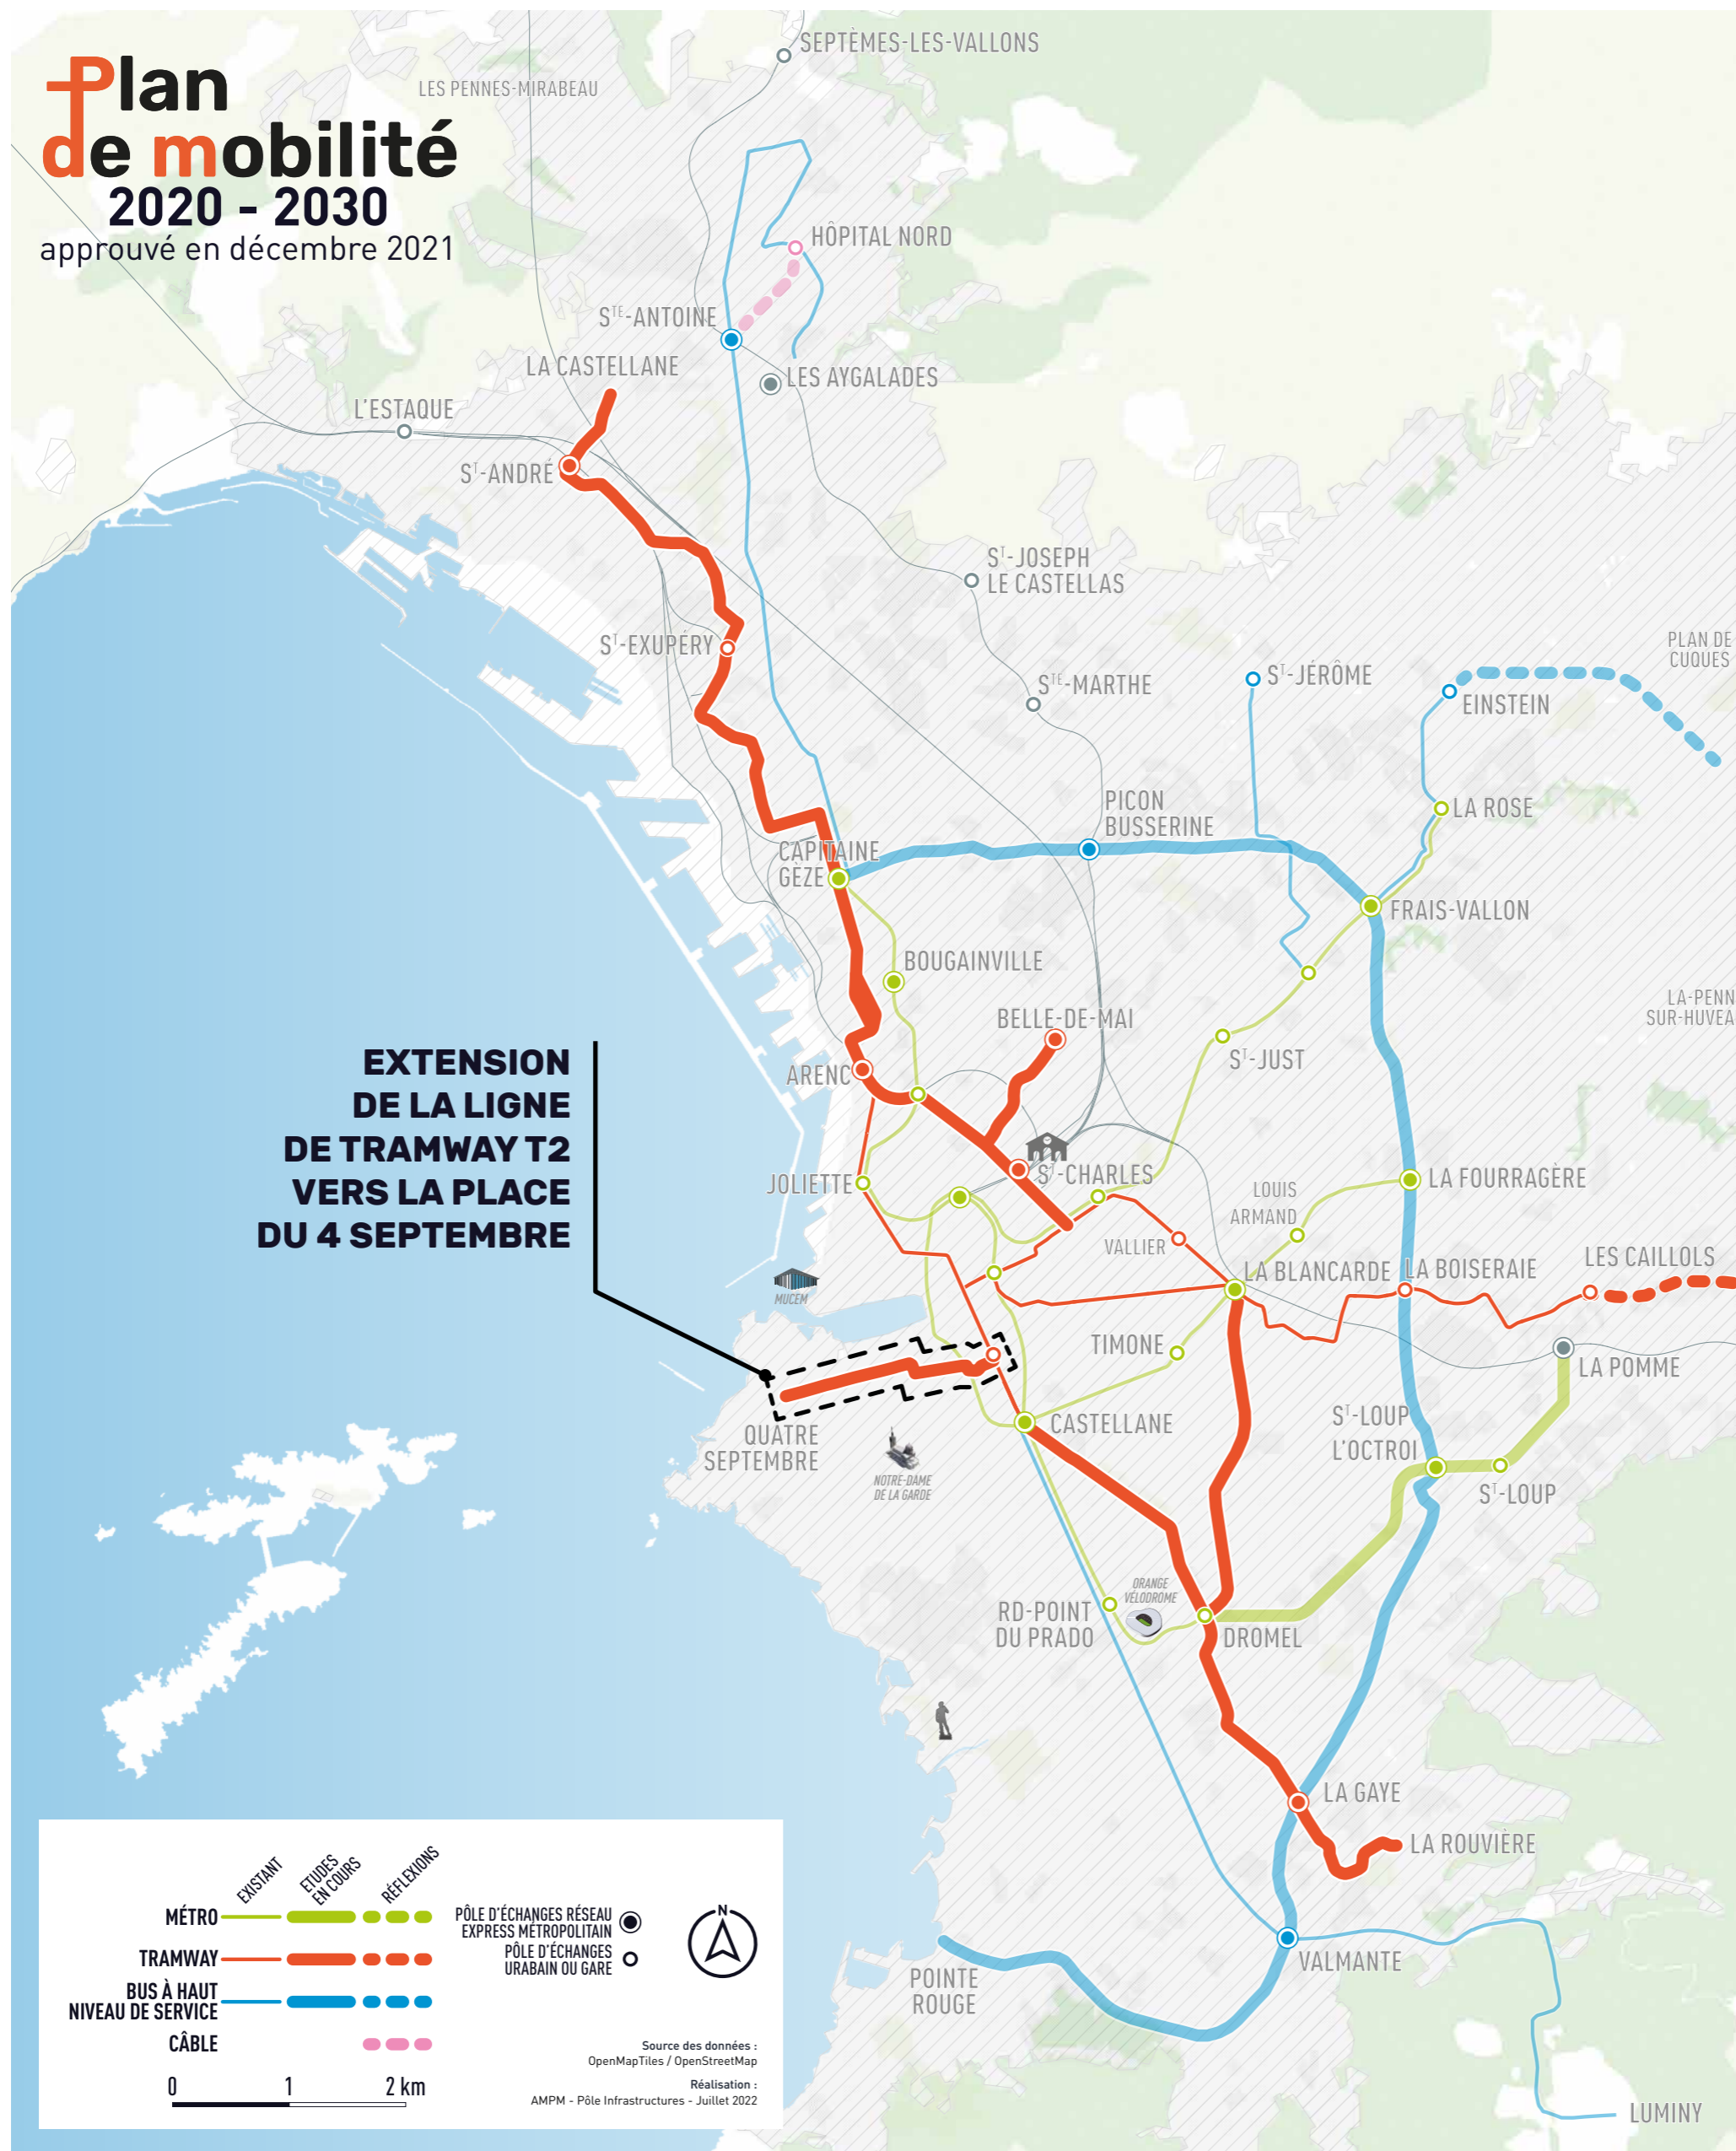 Plan
de mobilité
2020 - 2030
approuvé en décembre 2021
SEPTÈMES-LES-VALLONS
LES PENNES-MIRABEAU
HÔPITAL NORD
STE-ANTOINE
LA CASTELLANE
LES AYGALADES
L'ESTAQUE
ST-ANDRÉ
ST-JOSEPH
LE CASTELLAS
ST-EXUPÉRY
PLAN DE
CUQUES
STE-MARTHE
ST-JÉRÔME
EINSTEIN
PICON
BUSSERINE
LA ROSE
CAPITAINE
GÈZE
FRAIS-VALLON
BOUGAINVILLE
LA-PENN
SUR-HUVEA
BELLE-DE-MAI
ST-JUST
ARENC
EXTENSION
DE LA LIGNE
DE TRAMWAY T2
VERS LA PLACE
DU 4 SEPTEMBRE
JOLIETTE
ST-CHARLES
LA FOURRAGÈRE
LOUIS
ARMAND
VALLIER
LES CAILLOLS
LA BLANCARDE
LA BOISERAIE
MUCEM
TIMONE
LA POMME
QUATRE
SEPTEMBRE
CASTELLANE
ST-LOUP
L'OCTROI
NOTRE-DAME
DE LA GARDE
ST-LOUP
ORANGE
VÉLODROME
RD-POINT
DU PRADO
DROMEL
LA GAYE
LA ROUVIÈRE
POINTE
ROUGE
VALMANTE
LUMINY
EXISTANT
ETUDES
EN COURS
RÉFLEXIONS
MÉTRO
TRAMWAY
BUS À HAUT
NIVEAU DE SERVICE
CÂBLE
0 1 2 km
PÔLE D'ÉCHANGES RÉSEAU
EXPRESS MÉTROPOLITAIN
PÔLE D'ÉCHANGES
URABAIN OU GARE
N
Source des données :
OpenMapTiles / OpenStreetMap
Réalisation :
AMPM - Pôle Infrastructures - Juillet 2022